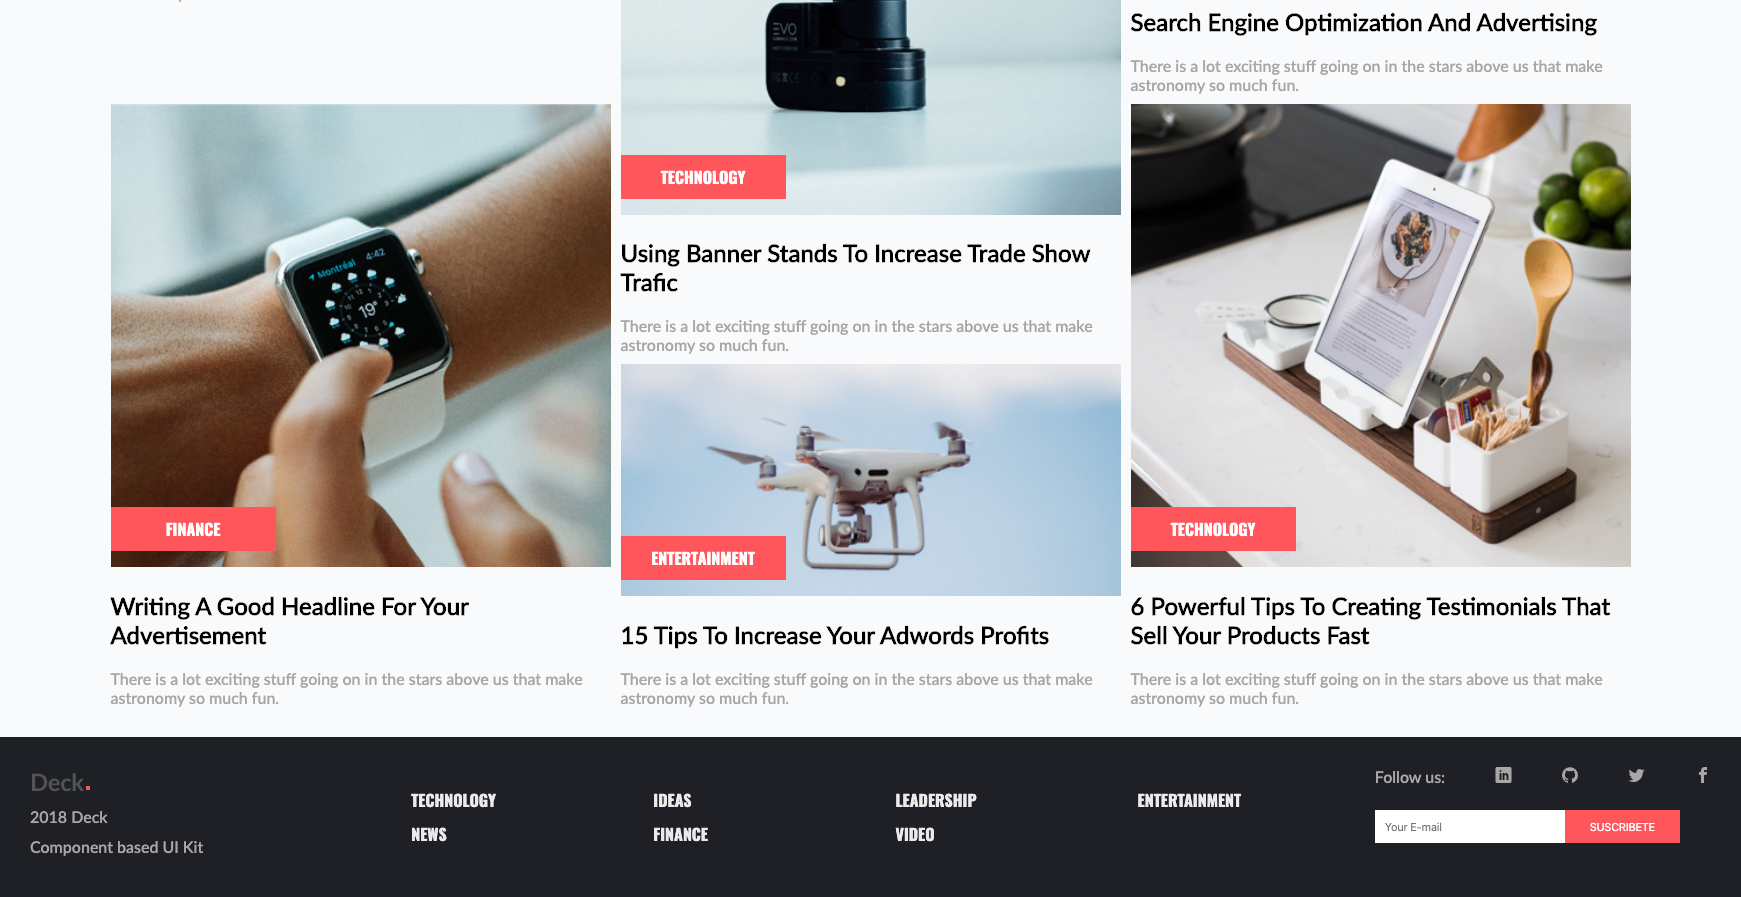 Search Engine Optimization And Advertising
There is a lot exciting stuff going on in the stars above us that make
astronomy so much fun.
EVO
TECHNOLOGY
Using Banner Stands To Increase Trade Show
Trafic
There is a lot exciting stuff going on in the stars above us that make
astronomy so much fun.
Montréal 4:42
19°
FINANCE
Writing A Good Headline For Your
Advertisement
There is a lot exciting stuff going on in the stars above us that make
astronomy so much fun.
ENTERTAINMENT
15 Tips To Increase Your Adwords Profits
There is a lot exciting stuff going on in the stars above us that make
astronomy so much fun.
TECHNOLOGY
6 Powerful Tips To Creating Testimonials That
Sell Your Products Fast
There is a lot exciting stuff going on in the stars above us that make
astronomy so much fun.
Deck.
2018 Deck
Component based UI Kit
TECHNOLOGY
IDEAS
LEADERSHIP
ENTERTAINMENT
NEWS
FINANCE
VIDEO
Follow us:
Your E-mail
SUSCRIBETE